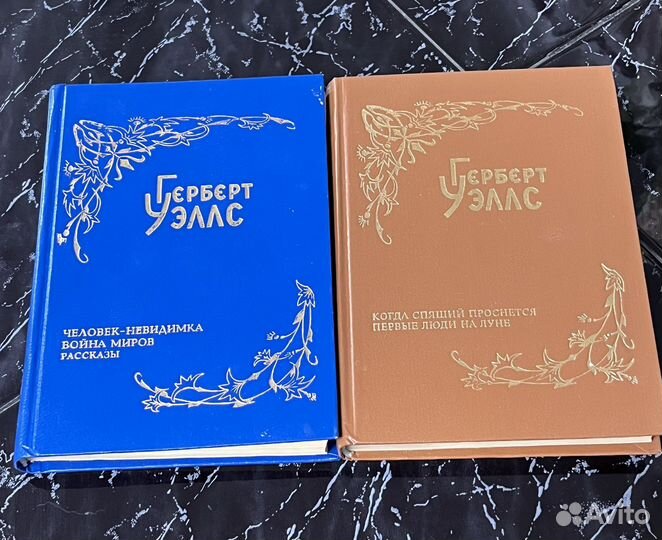 Герберт
Уэллс
ЧЕЛОВЕК-НЕВИДИМКА
ВОЙНА МИРОВ
РАССКАЗЫ
Герберт
Уэллс
КОГДА СПЯЩИЙ ПРОСНЕТСЯ
ПЕРВЫЕ ЛЮДИ НА ЛУНЕ
Avito